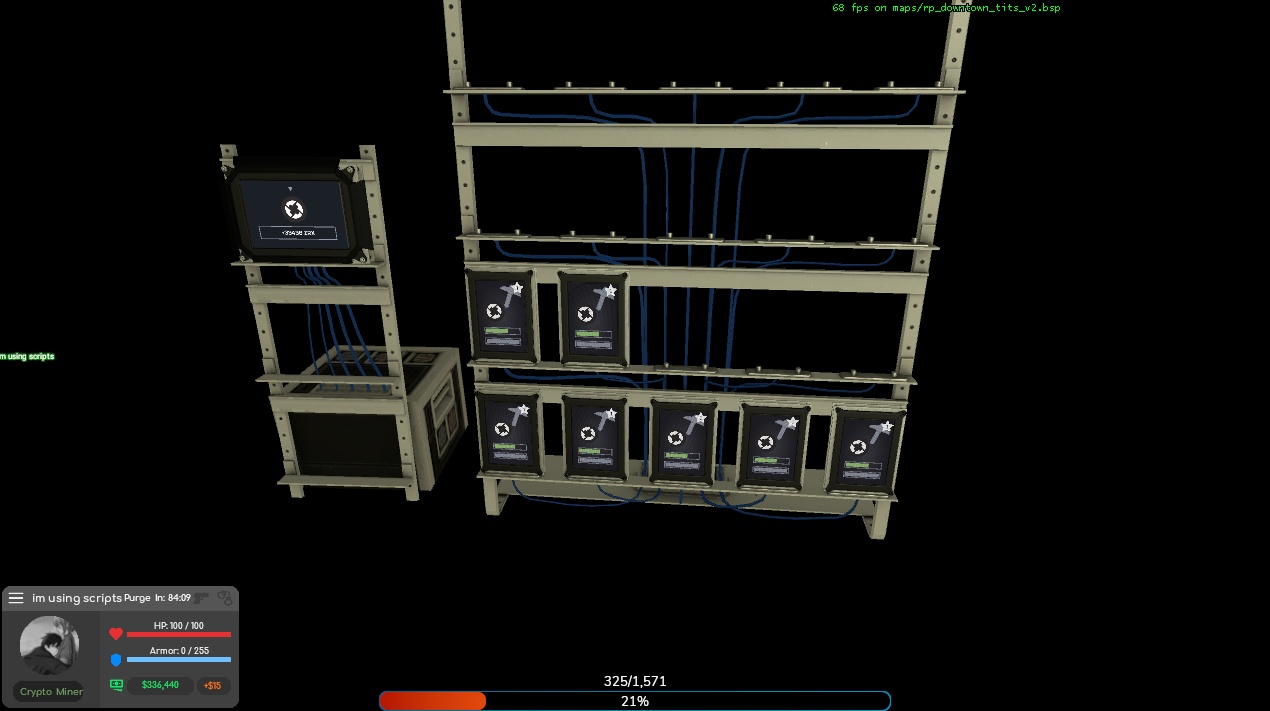 68 fps on maps/rp_downtown_tits_v2.bsp
m using scripts
im using scripts Purge In: 84:09
HP: 100 / 100
Armor: 0 / 255
Crypto Miner
$336,440
+$15
325/1,571
21%